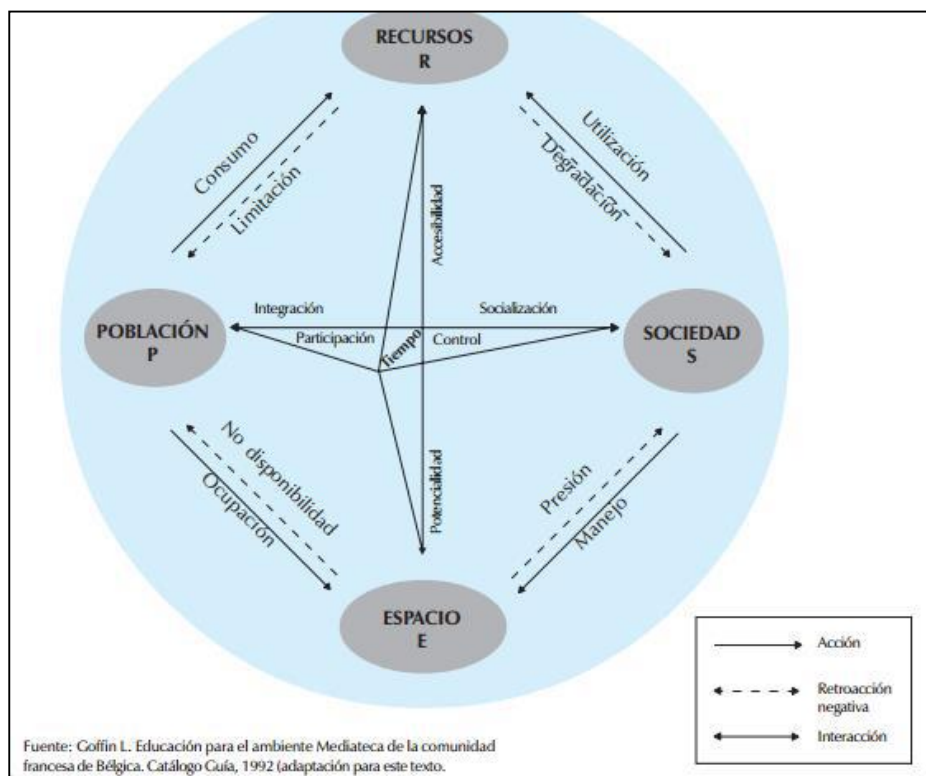 RECURSOS
R
Consumo
Limitación
Utilización
Degradación
Accesibilidad
Integración
Socialización
POBLACIÓN
P
Participación
Tiempo
Control
SOCIEDAD
S
No disponibilidad
Ocupación
Potencialidad
Presión
Manejo
ESPACIO
E
Acción
Retroacción
negativa
Interacción
Fuente: Goffin L. Educación para el ambiente Mediateca de la comunidad
francesa de Bélgica. Catálogo Guía, 1992 (adaptación para este texto.